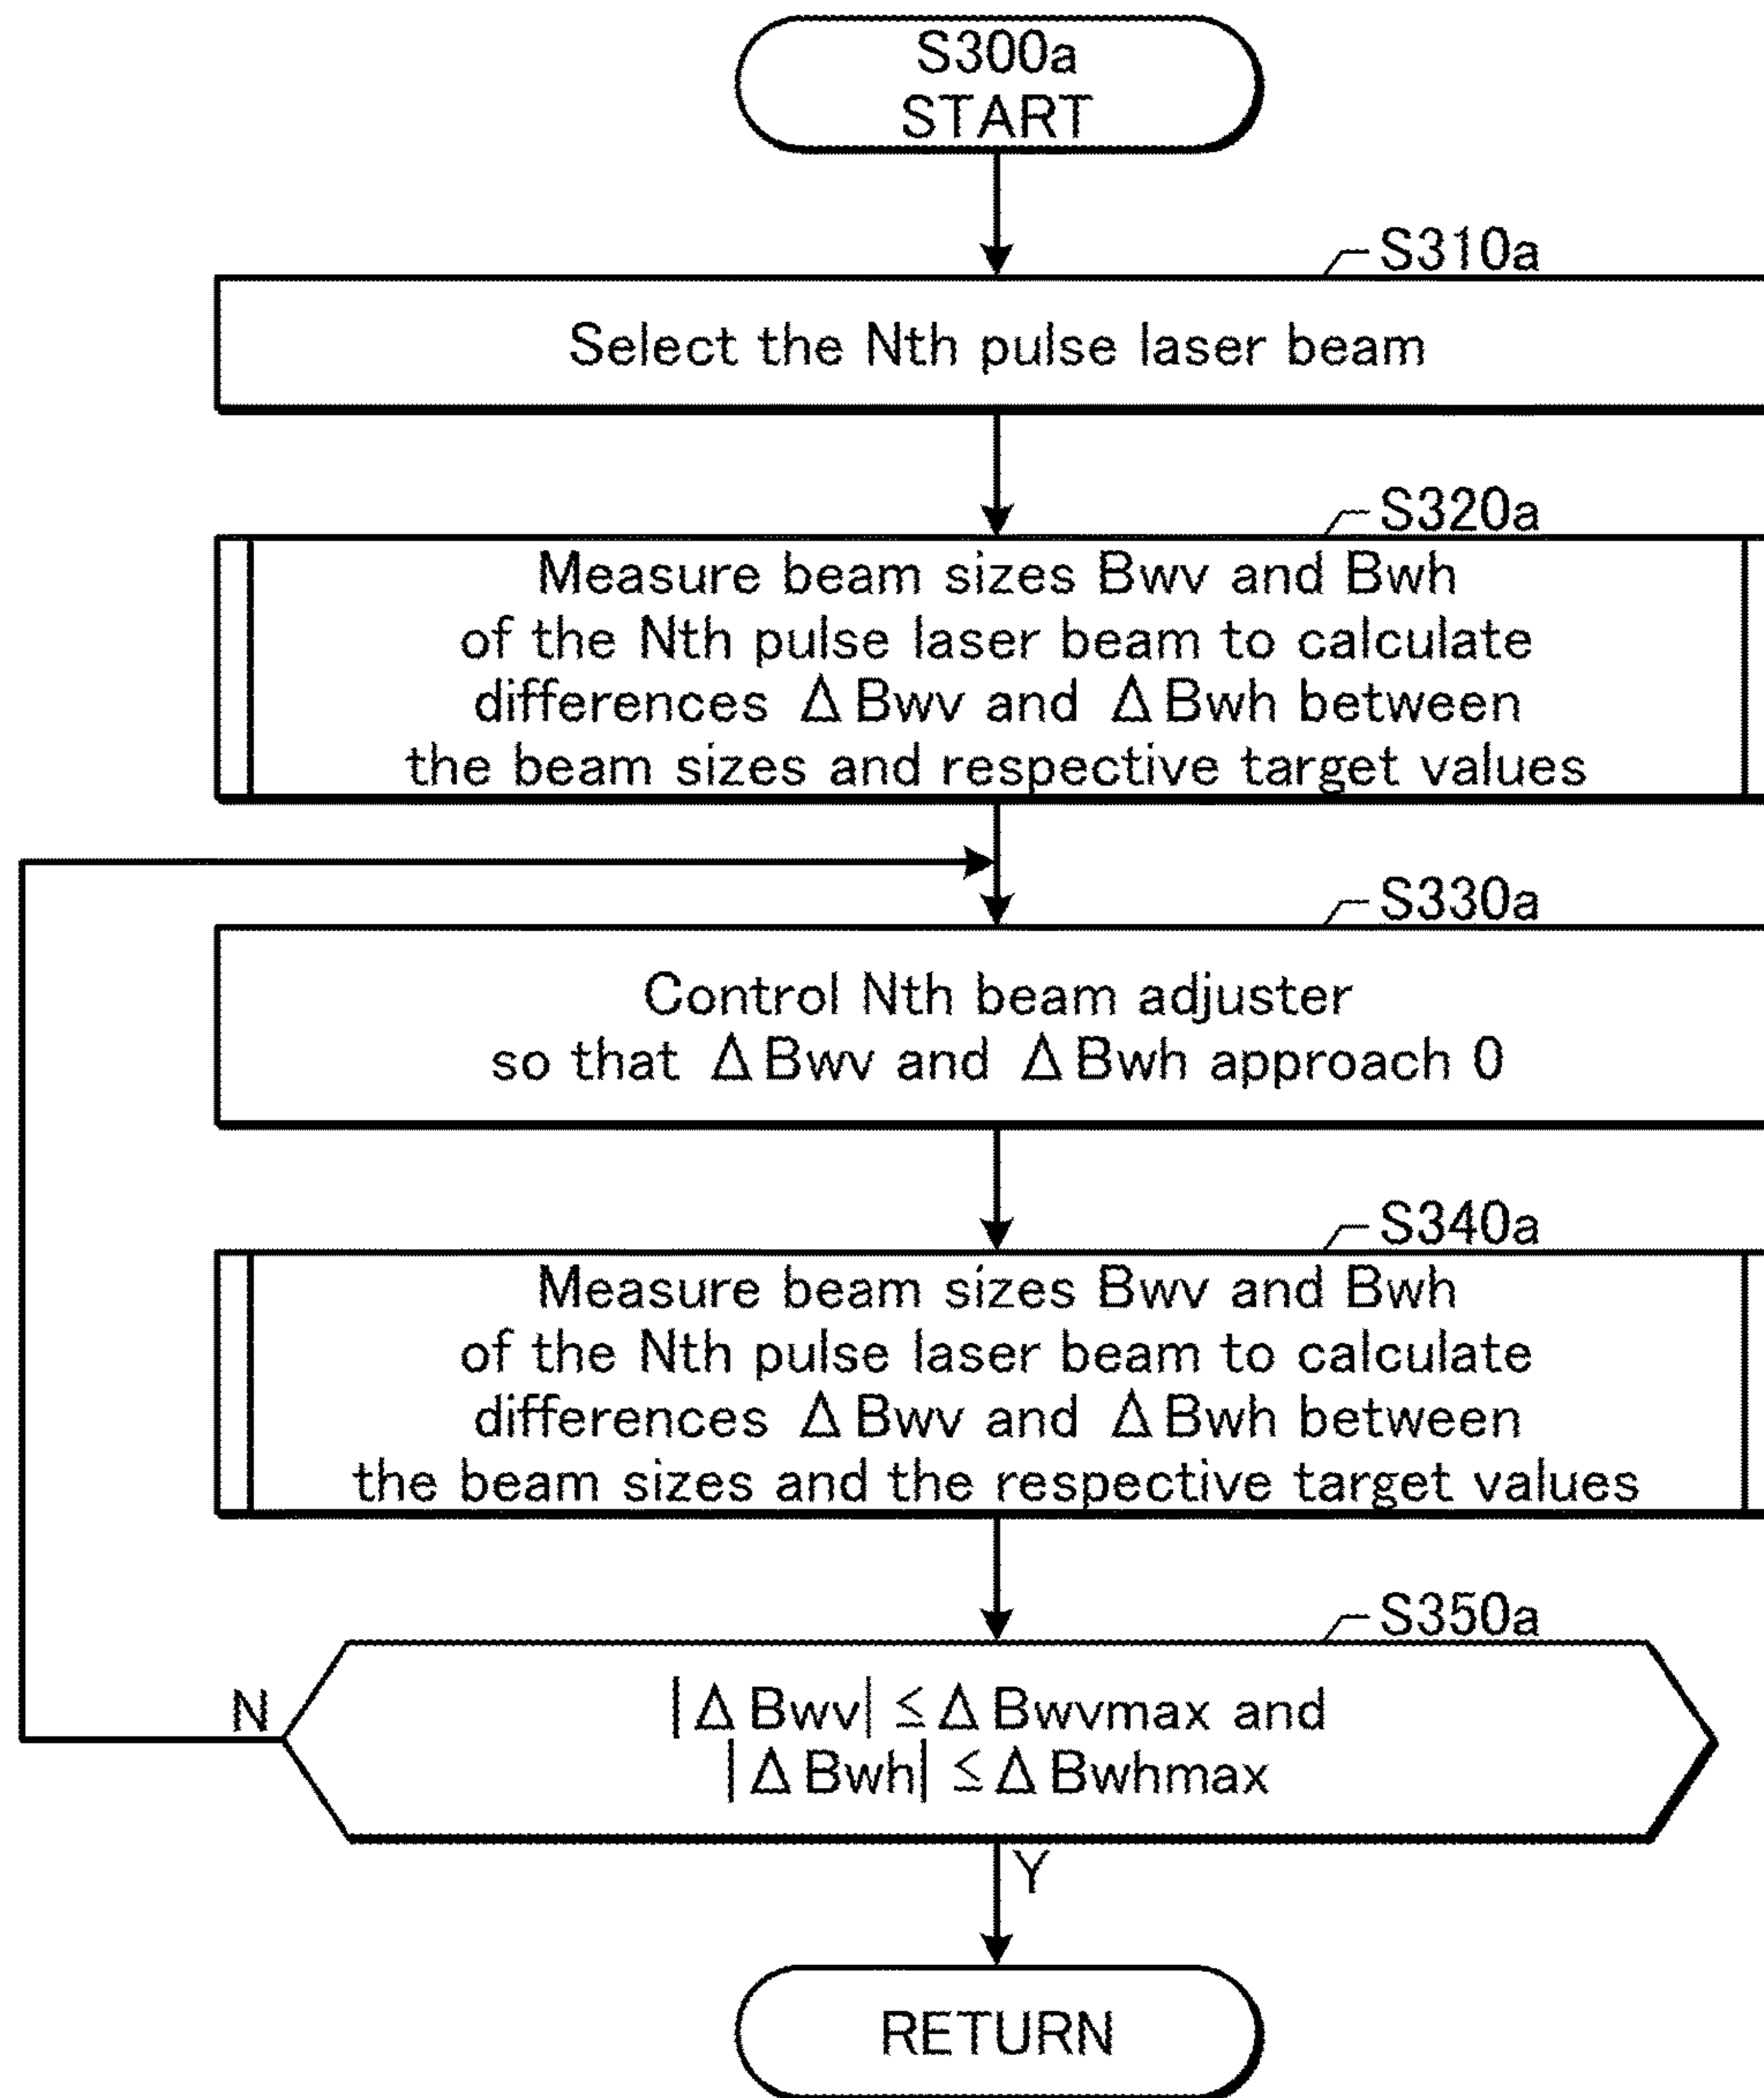 S300a
START
S310a
Select the Nth pulse laser beam
S320a
Measure beam sizes Bwv and Bwh
of the Nth pulse laser beam to calculate
differences ΔBwv and ΔBwh between
the beam sizes and respective target values
S330a
Control Nth beam adjuster
so that ΔBwv and ΔBwh approach 0
S340a
Measure beam sizes Bwv and Bwh
of the Nth pulse laser beam to calculate
differences ΔBwv and ΔBwh between
the beam sizes and the respective target values
S350a
N
|ΔBwv| ≤ ΔBwvmax and
|ΔBwh| ≤ ΔBwhmax
Y
RETURN